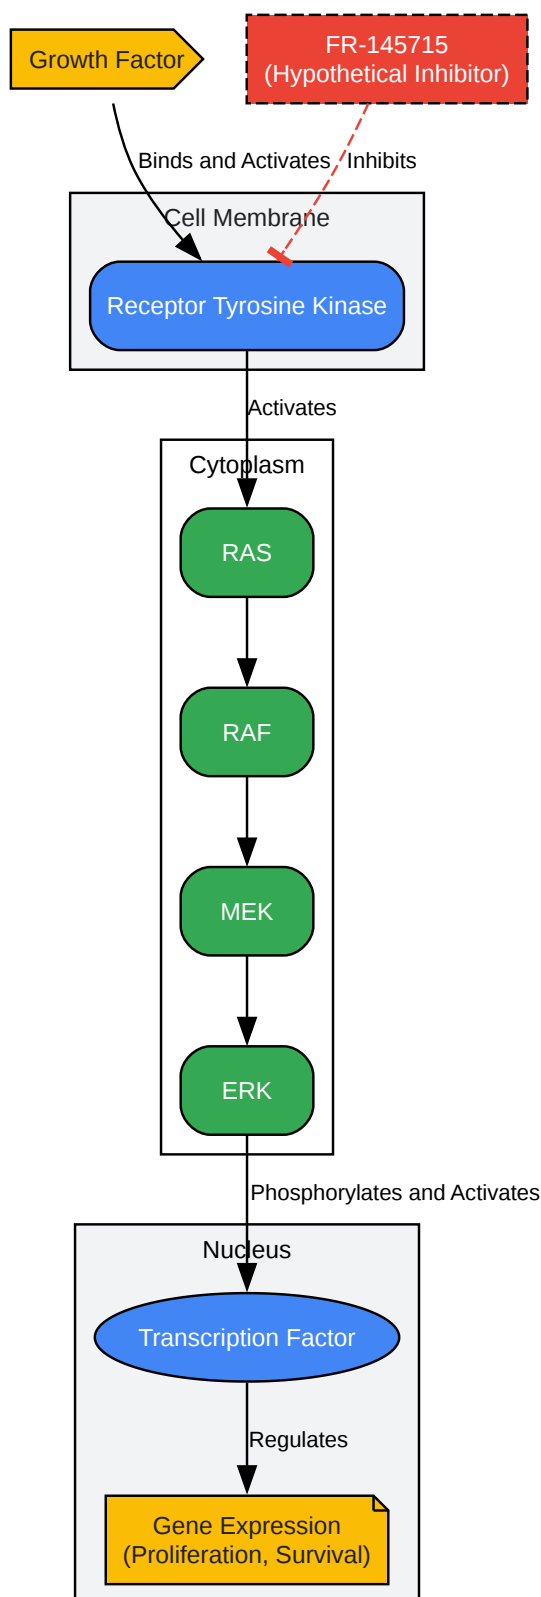 Growth Factor
FR-145715
(Hypothetical Inhibitor)
Binds and Activates
Inhibits
Cell Membrane
Receptor Tyrosine Kinase
Activates
Cytoplasm
RAS
RAF
MEK
ERK
Phosphorylates and Activates
Nucleus
Transcription Factor
Regulates
Gene Expression
(Proliferation, Survival)